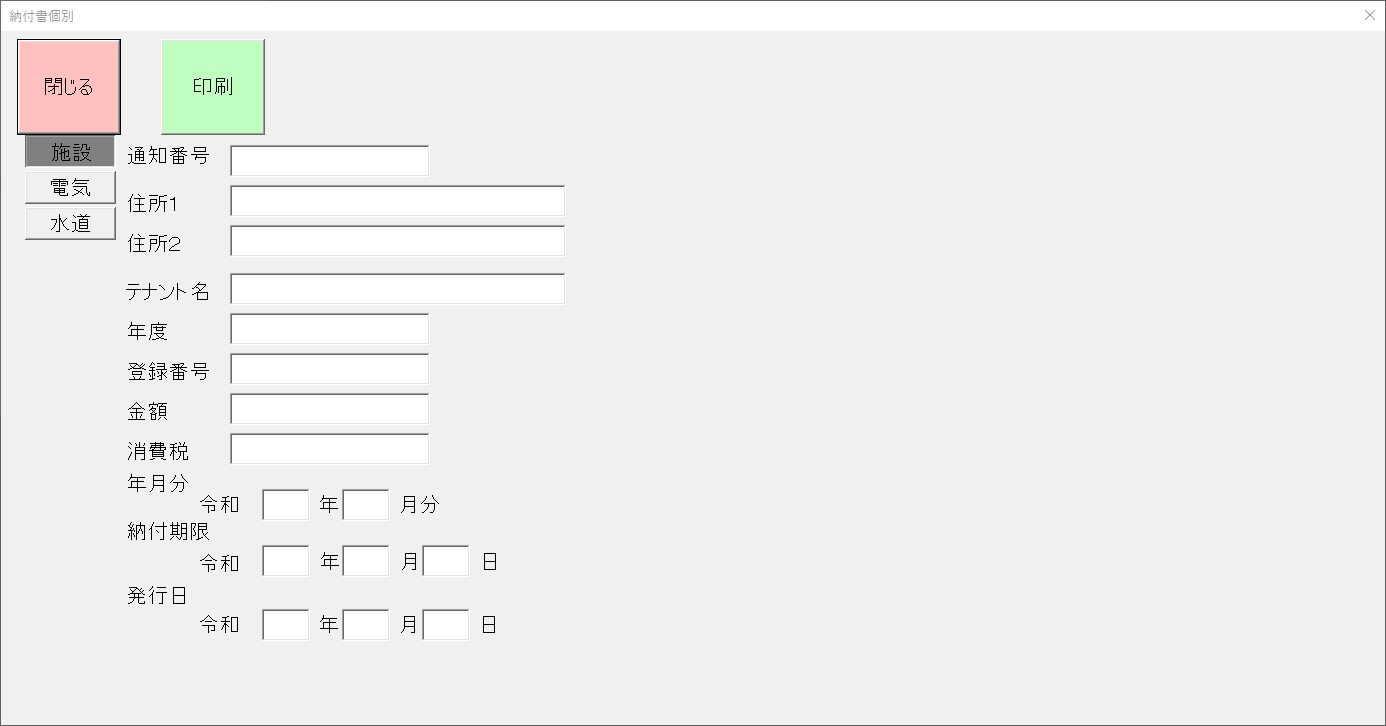 納付書個別
閉じる
印刷
施設
通知番号
電気
住所1
水道
住所2
テナント名
年度
登録番号
金額
消費税
年月分
令和 年 月分
納付期限
令和 年 月 日
発行日
令和 年 月 日